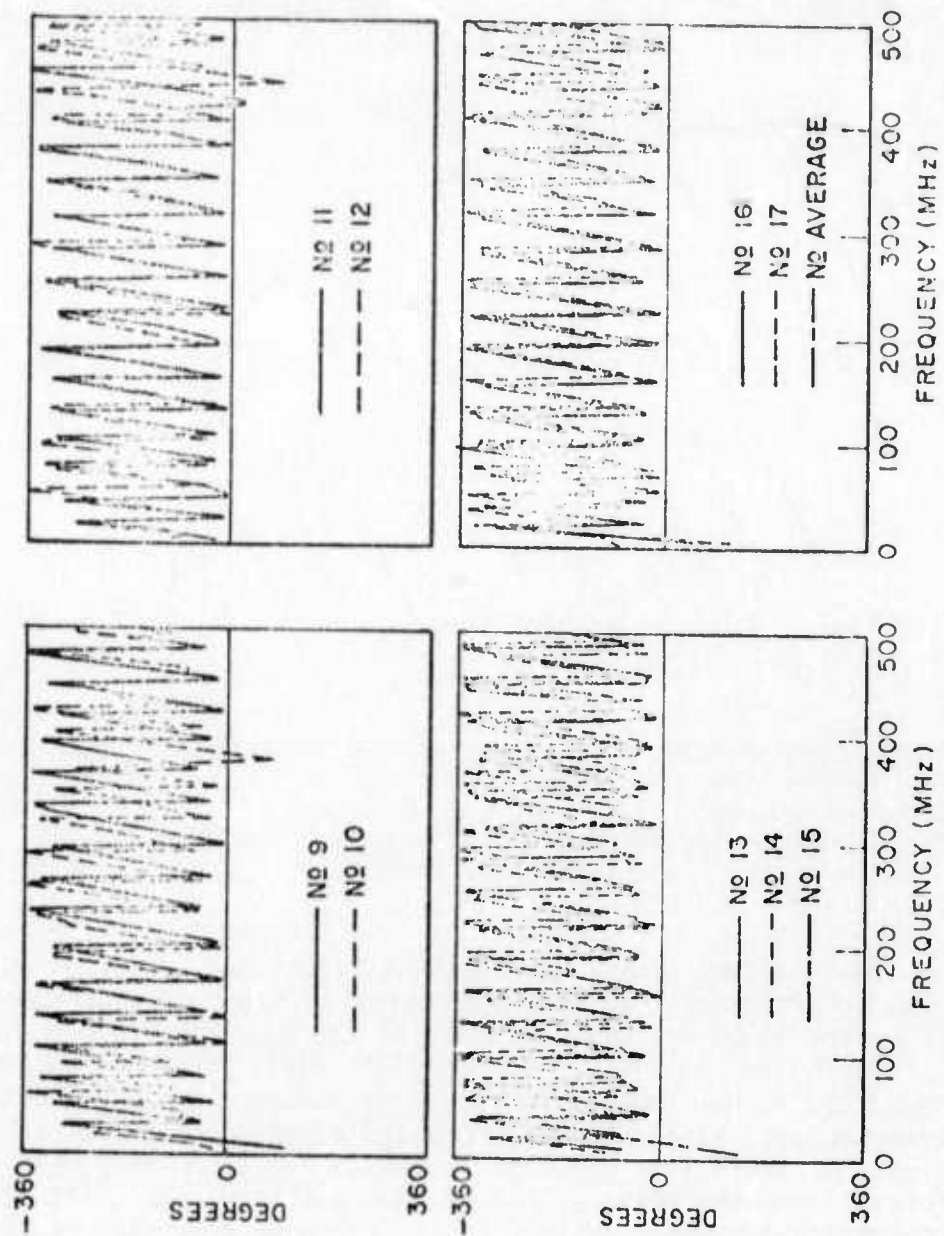 -360
0
360
DEGREES
Nº 9
Nº 10
Nº 11
Nº 12
-360
0
360
DEGREES
Nº 13
Nº 14
Nº 15
0
100
200
300
400
500
FREQUENCY (MHz)
Nº 16
Nº 17
Nº AVERAGE
0
100
200
300
400
500
FREQUENCY (MHz)